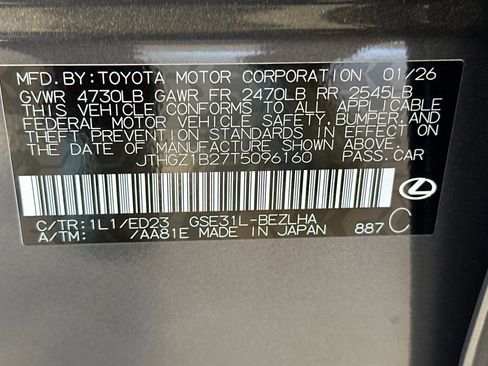 MFD.BY:TOYOTA MOTOR CORPORATION 01/26
GVWR 4730LB GAWR FR 2470LB RR 2545LB
THIS VEHICLE CONFORMS TO ALL APPLICABLE
FEDERAL MOTOR VEHICLE SAFETY,BUMPER,AND
THEFT PREVENTION STANDARDS IN EFFECT ON
THE DATE OF MANUFACTURE SHOWN ABOVE.
JTHGZ1B27T5096160 PASS.CAR
C/TR:1L1/ED23 GSE31L-BEZLHA
A/TM: /AA81E MADE IN JAPAN 887 C